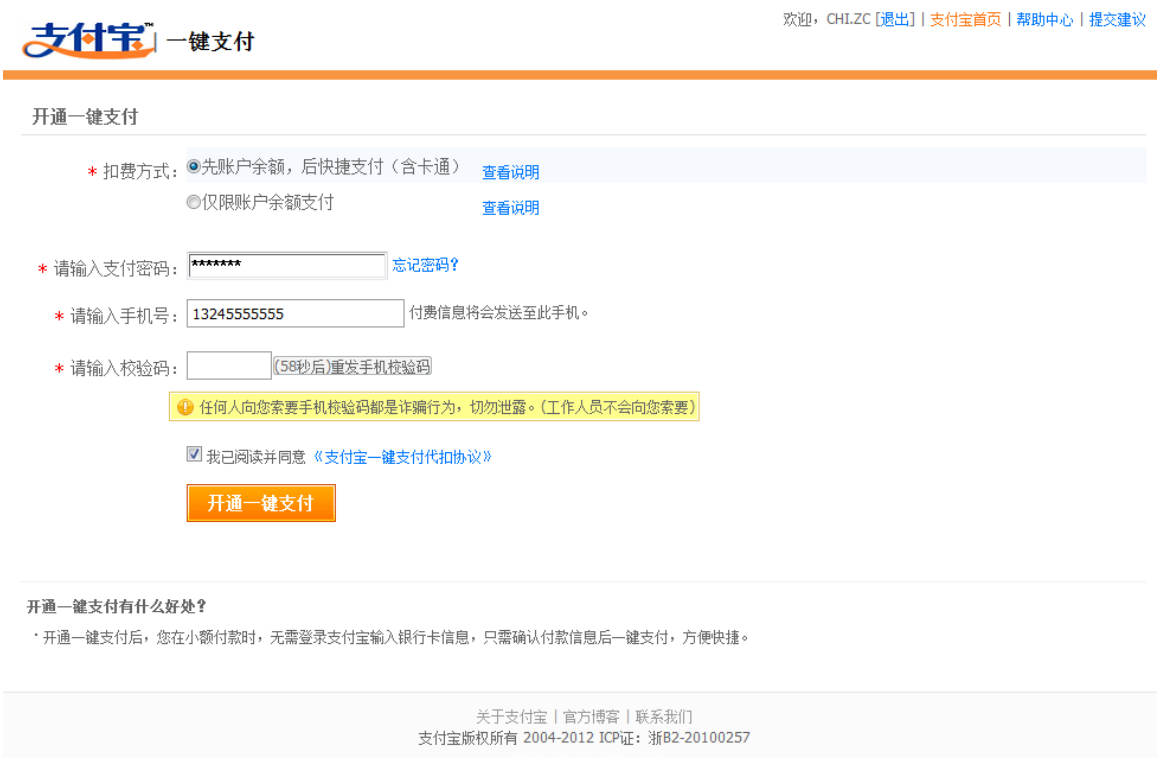 欢迎，CHI.ZC [退出] | 支付宝首页 | 帮助中心 | 提交建议
支付宝™ | 一键支付
开通一键支付
* 扣费方式： 先账户余额，后快捷支付（含卡通） 查看说明
仅限账户余额支付 查看说明
* 请输入支付密码： ******* 忘记密码?
* 请输入手机号： 13245555555 付费信息将会发送至此手机。
* 请输入校验码： (58秒后)重发手机校验码
任何人向您索要手机校验码都是诈骗行为，切勿泄露。(工作人员不会向您索要)
我已阅读并同意 《支付宝一键支付代扣协议》
开通一键支付
开通一键支付有什么好处?
·开通一键支付后，您在小额付款时，无需登录支付宝输入银行卡信息，只需确认付款信息后一键支付，方便快捷。
关于支付宝 | 官方博客 | 联系我们
支付宝版权所有 2004-2012 ICP证：浙B2-20100257